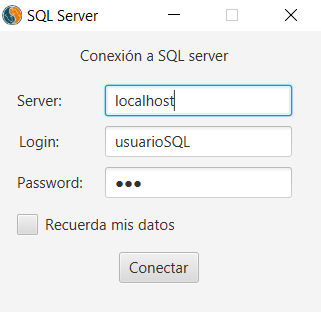 SQL Server
Conexión a SQL server
Server: localhost
Login: usuarioSQL
Password: ●●●
Recuerda mis datos
Conectar